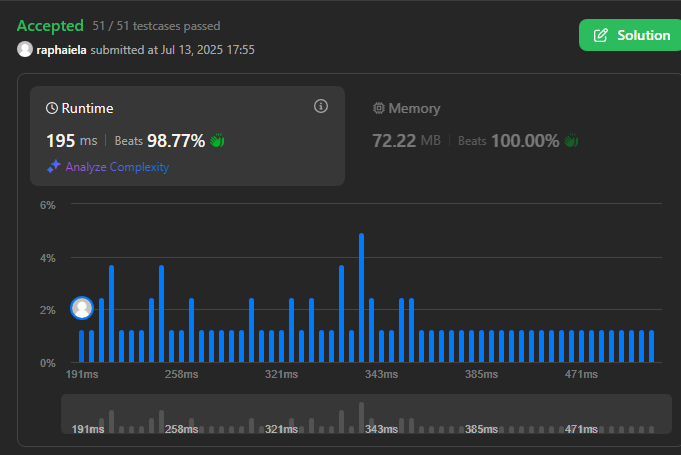 Accepted 51 / 51 testcases passed
raphaiela submitted at Jul 13, 2025 17:55
Solution
Runtime
195 ms | Beats 98.77%
Analyze Complexity
Memory
72.22 MB | Beats 100.00%
6%
4%
2%
0%
191ms 258ms 321ms 343ms 385ms 471ms
191ms 258ms 321ms 343ms 385ms 471ms